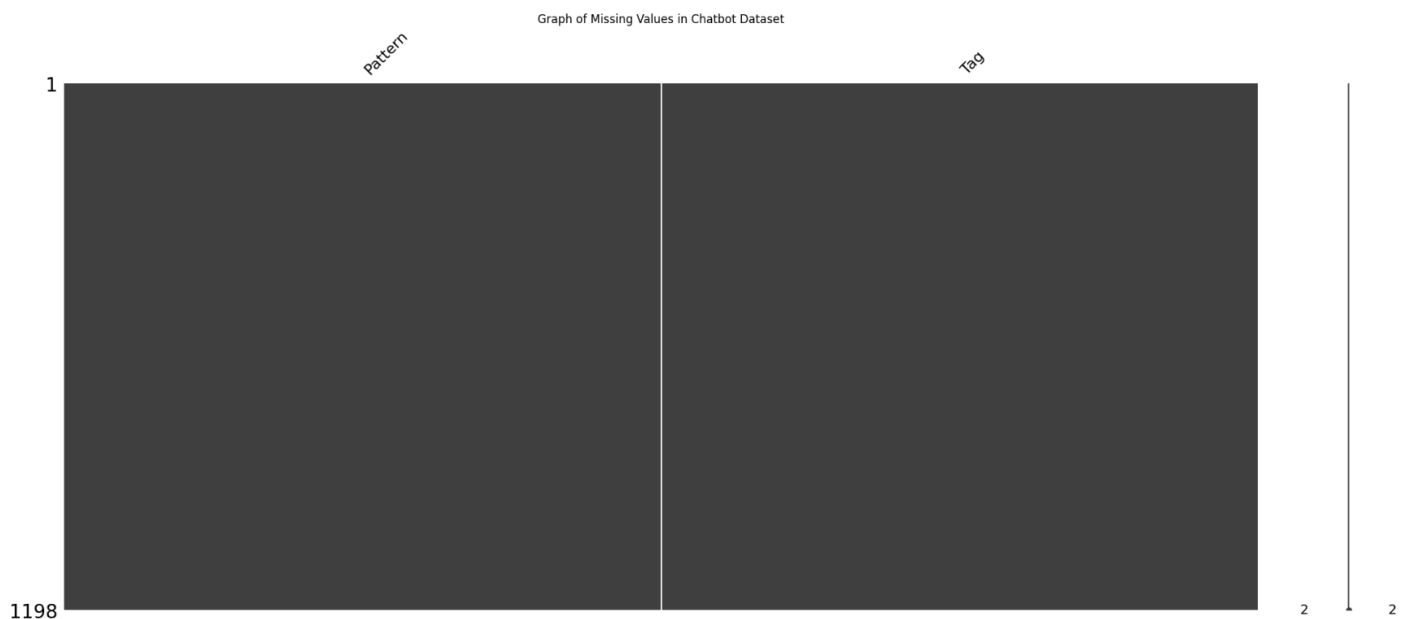 Graph of Missing Values in Chatbot Dataset
Pattern
Tag
1
1198
2
2